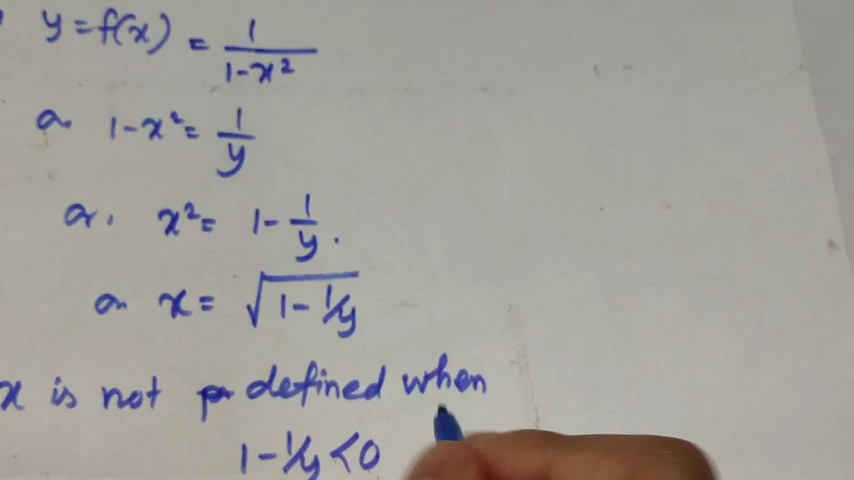 y = f(x) = 1/(1-x²)
or 1-x² = 1/y
or, x² = 1 - 1/y.
or x = √(1 - 1/y)
x is not defined when
1 - 1/y < 0